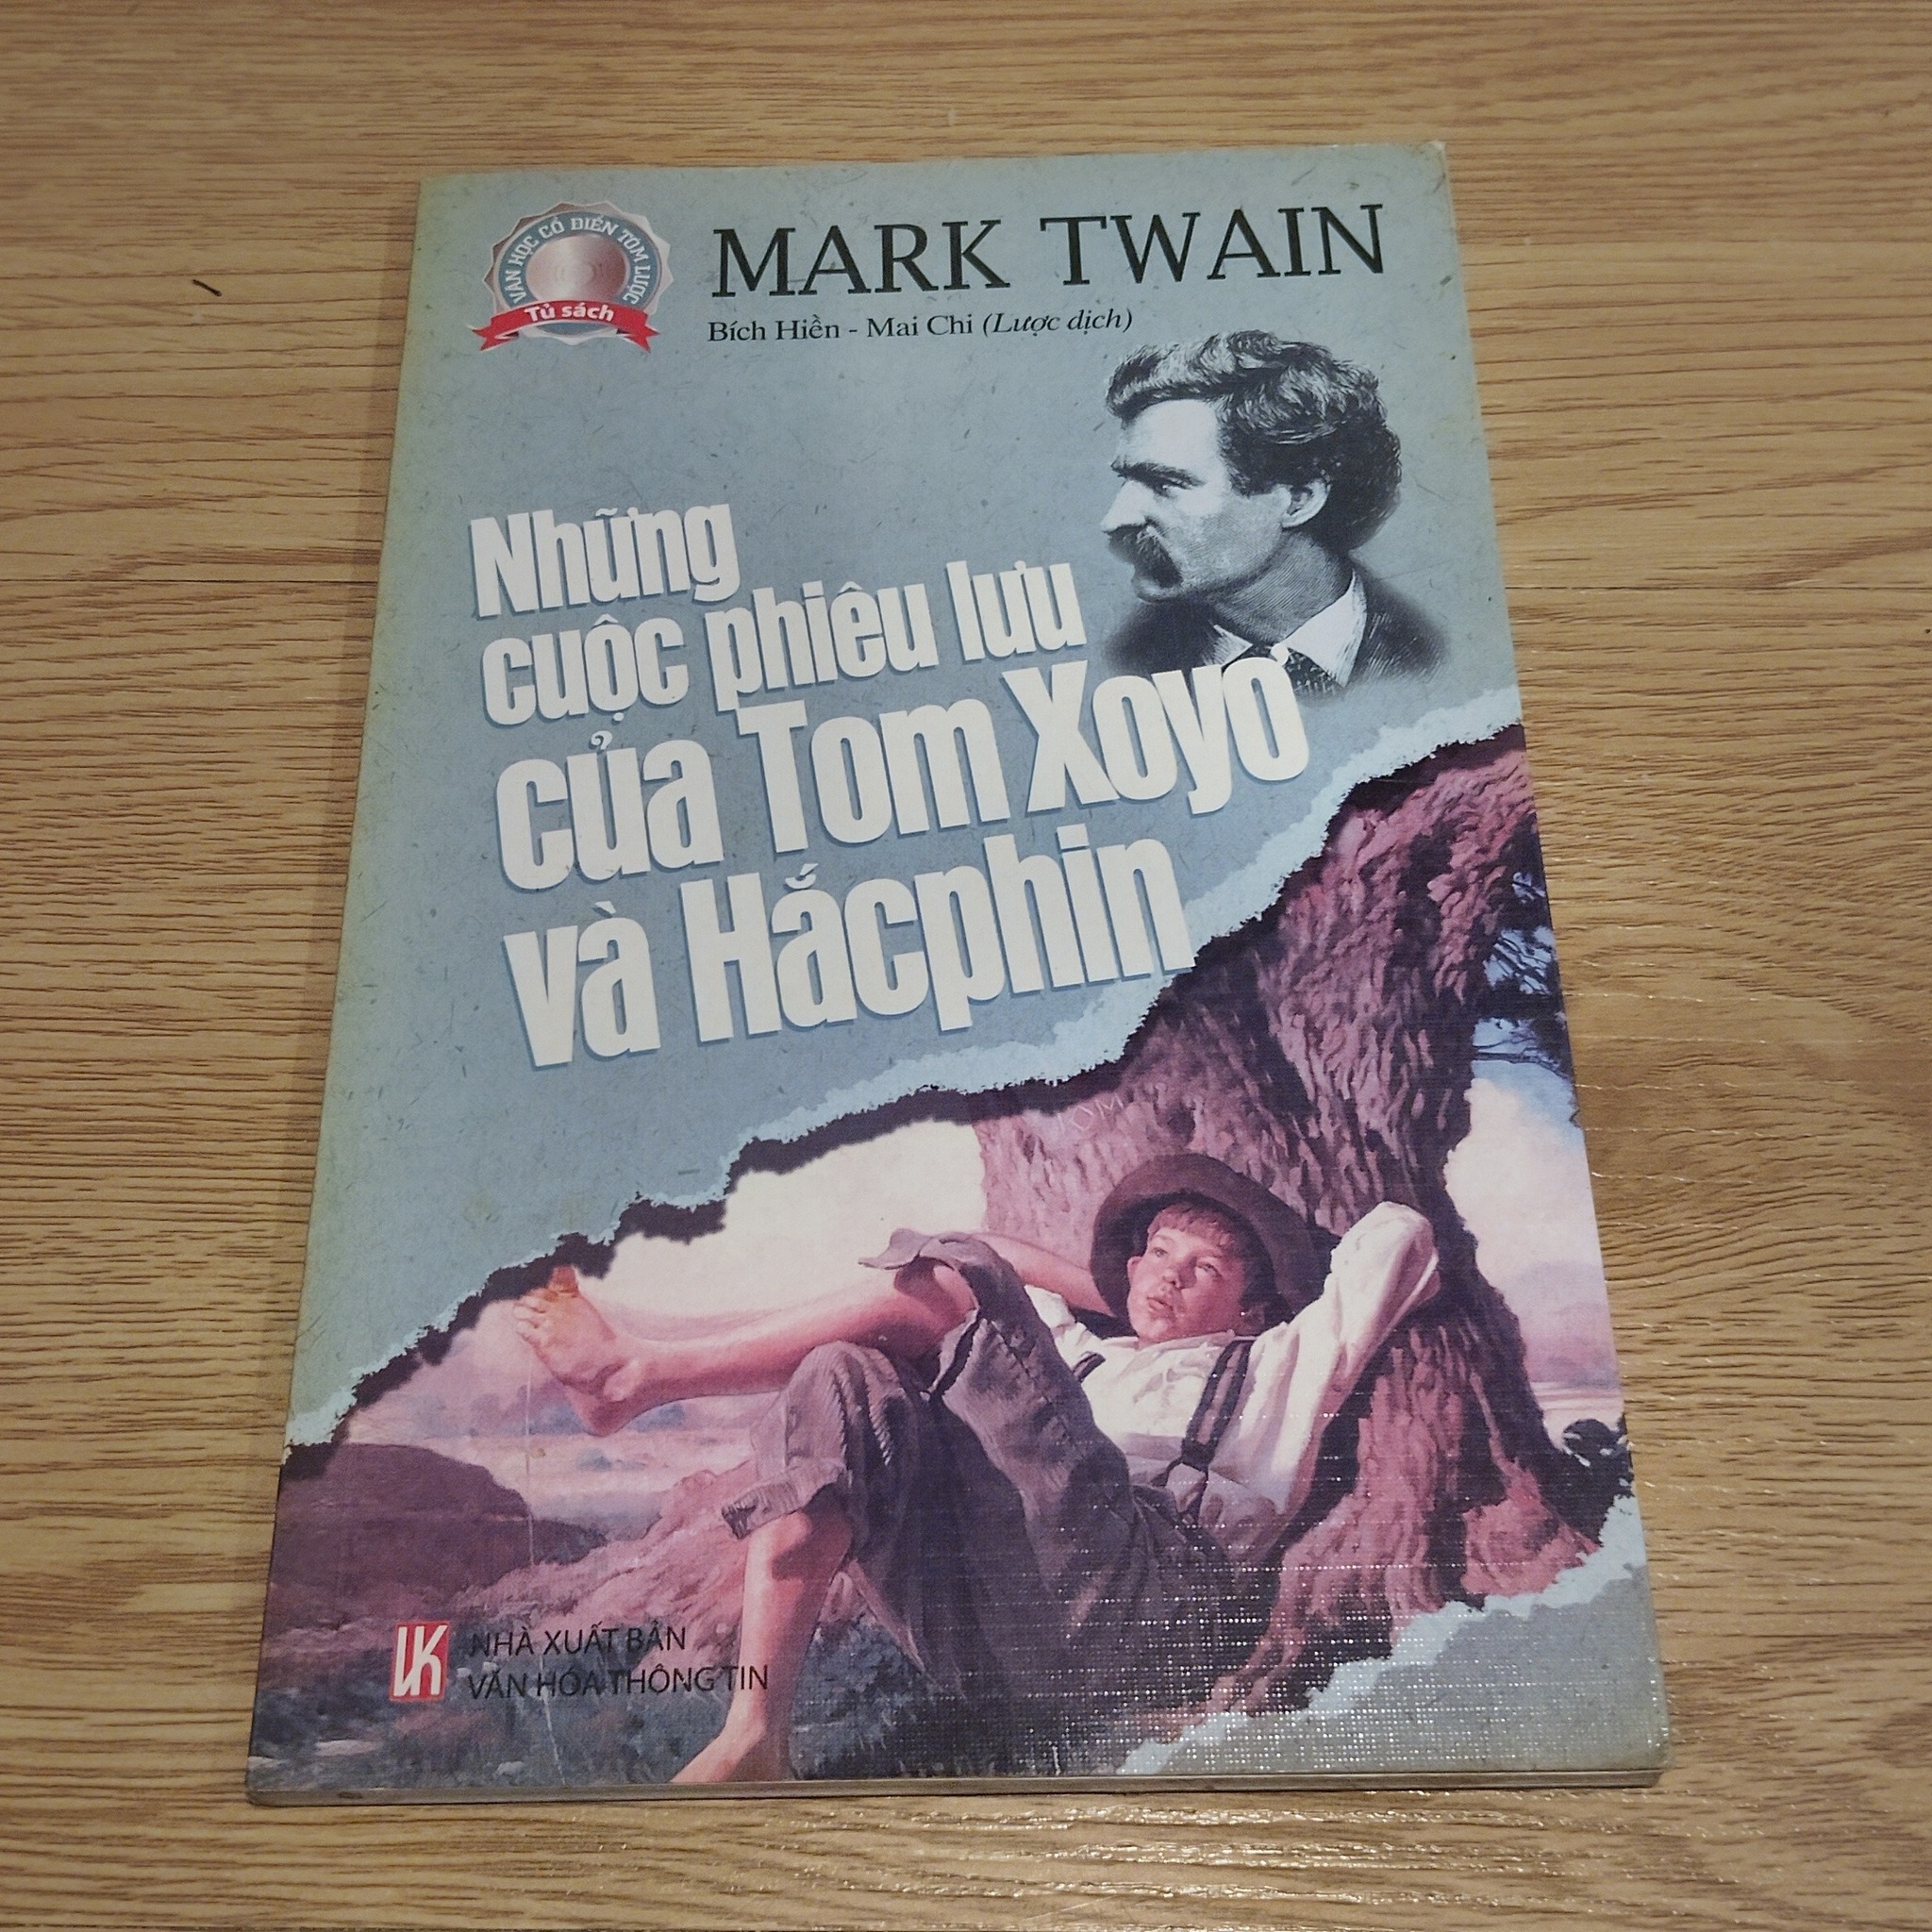 VĂN HỌC CỔ ĐIỂN TÓM LƯỢC
Tủ sách
MARK TWAIN
Bích Hiền - Mai Chi (Lược dịch)
Những
cuộc phiêu lưu
của Tom Xoyơ
và Hắcphin
TOM
NHÀ XUẤT BẢN
VĂN HÓA THÔNG TIN